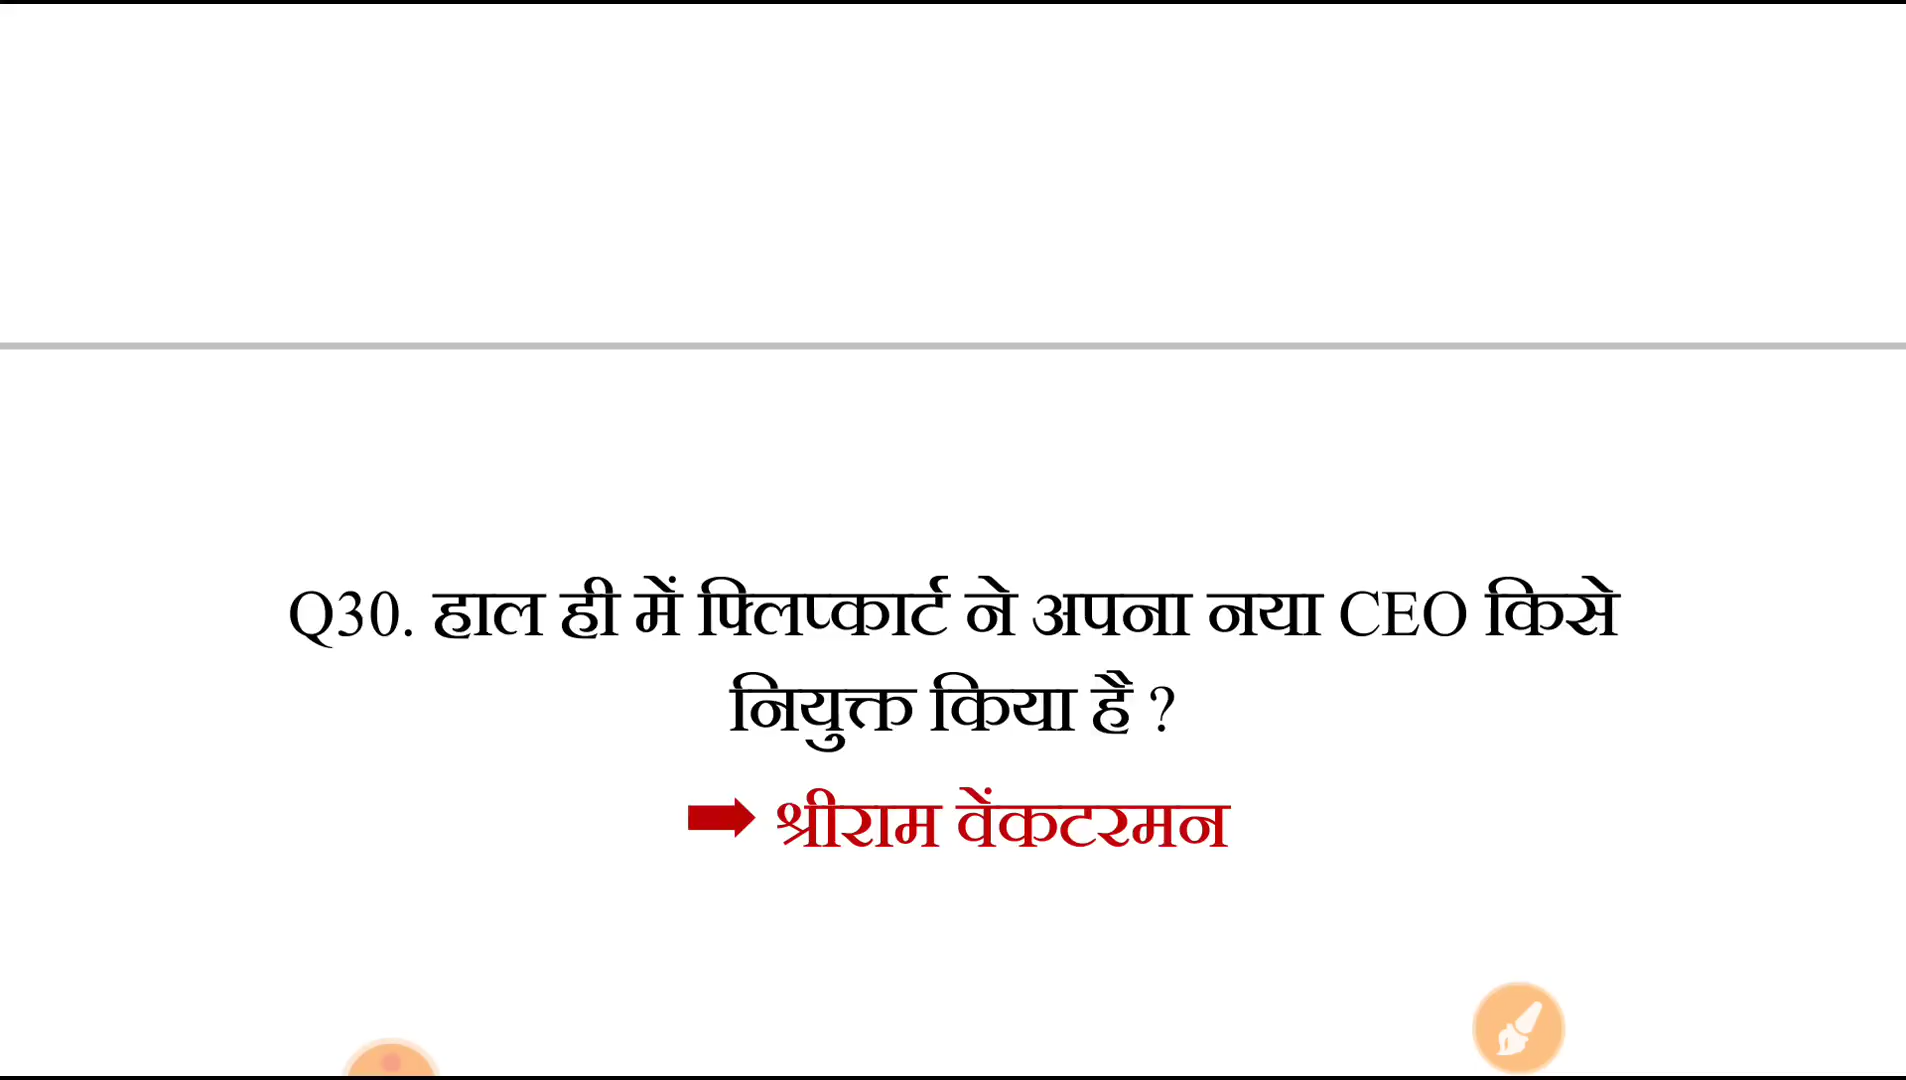 Q30. हाल ही में फ्लिप्कार्ट ने अपना नया CEO किसे
नियुक्त किया है ?
➡ श्रीराम वेंकटरमन